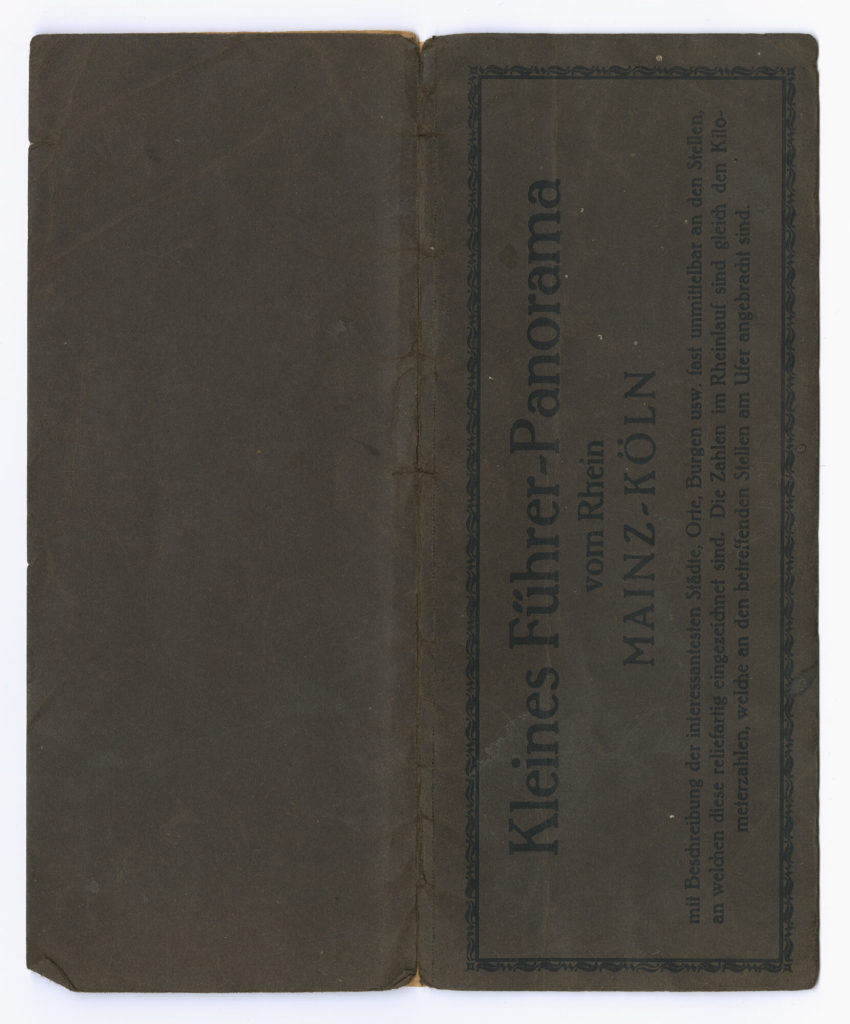 Kleines Führer-Panorama
vom Rhein
MAINZ-KÖLN
mit Beschreibung der interessantesten Städte, Orte, Burgen usw. fast unmittelbar an den Stellen,
an welchen diese reliefartig eingezeichnet sind. Die Zahlen im Rheinlauf sind gleich den Kilo-
meterzahlen, welche an den betreffenden Stellen am Ufer angebracht sind.